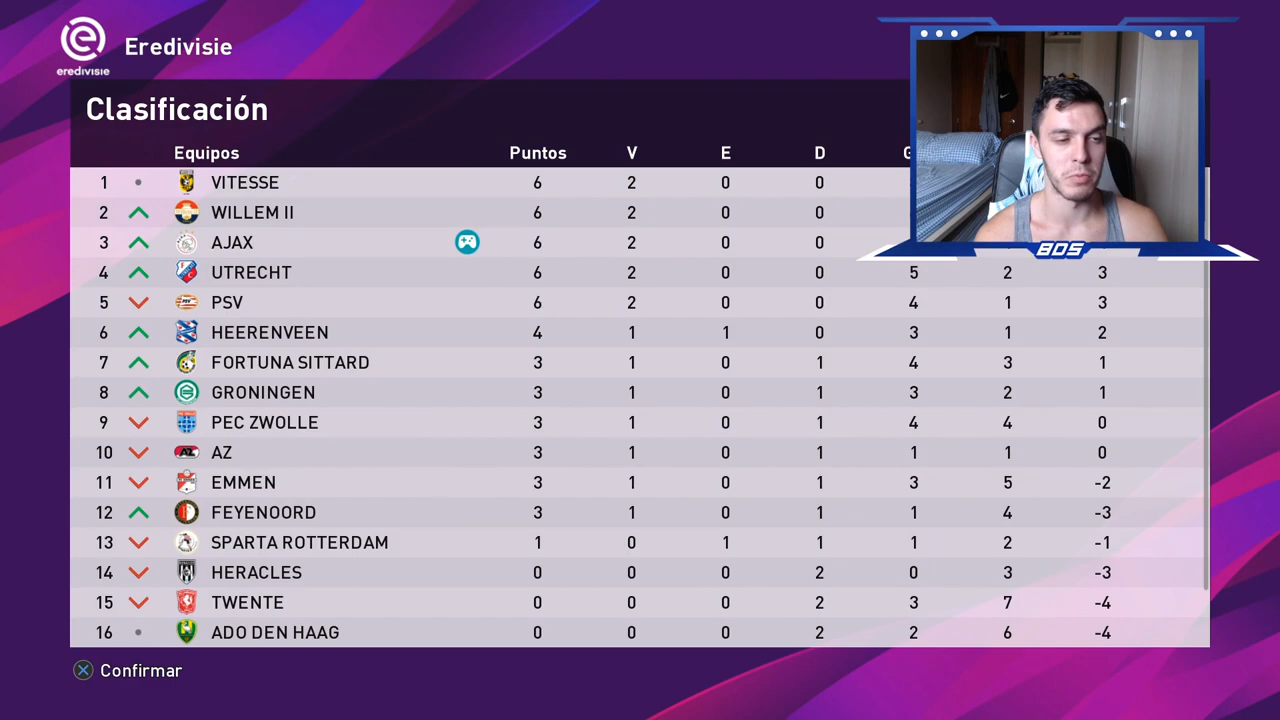 eredivisie
Eredivisie
Clasificación
Equipos Puntos V E D G
1 VITESSE 6 2 0 0
2 WILLEM II 6 2 0 0
3 AJAX 6 2 0 0
BDS
4 UTRECHT 6 2 0 0 5 2 3
5 PSV 6 2 0 0 4 1 3
6 HEERENVEEN 4 1 1 0 3 1 2
7 FORTUNA SITTARD 3 1 0 1 4 3 1
8 GRONINGEN 3 1 0 1 3 2 1
9 PEC ZWOLLE 3 1 0 1 4 4 0
10 AZ 3 1 0 1 1 1 0
11 EMMEN 3 1 0 1 3 5 -2
12 FEYENOORD 3 1 0 1 1 4 -3
13 SPARTA ROTTERDAM 1 0 1 1 1 2 -1
14 HERACLES 0 0 0 2 0 3 -3
15 TWENTE 0 0 0 2 3 7 -4
16 ADO DEN HAAG 0 0 0 2 2 6 -4
Confirmar